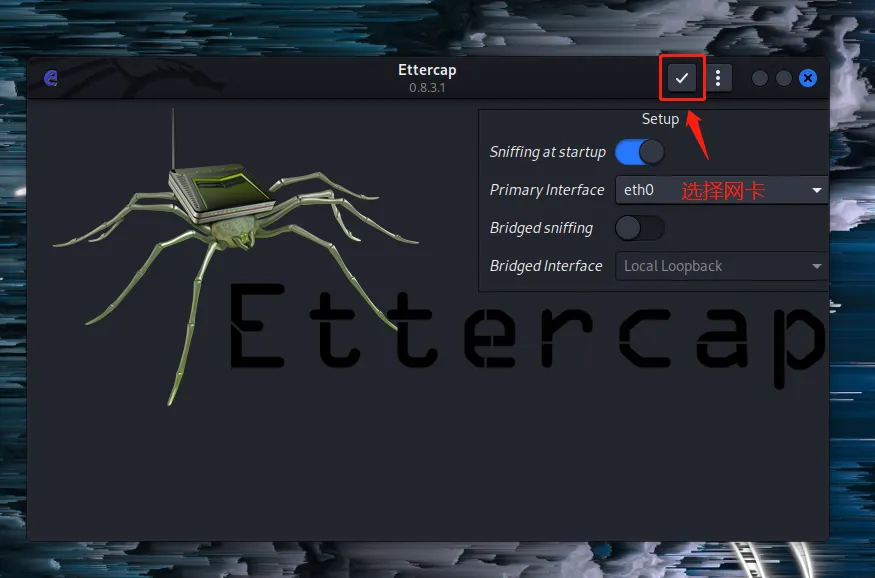 Ettercap
0.8.3.1
Setup
Sniffing at startup
Primary Interface eth0 选择网卡
Bridged sniffing
Bridged Interface Local Loopback
Ettercap